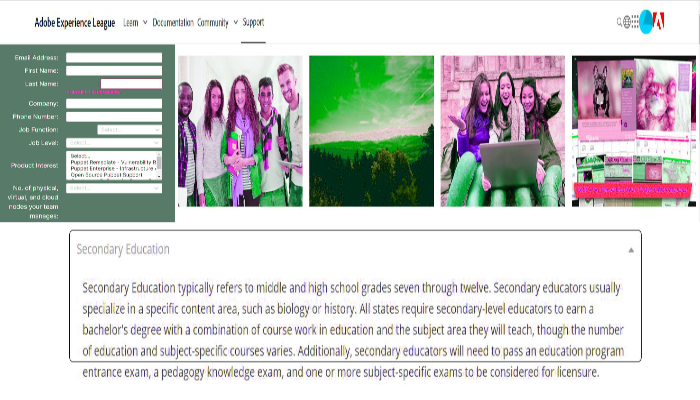 Adobe Experience League
Learn
Documentation
Community
Support
Email Address:
First Name:
Last Name:
Company:
Phone Number:
Job Function:
Select...
Job Level:
Select...
Product Interest:
Select...
Puppet Remediate - Vulnerability R
Puppet Enterprise - Infrastructure -
Open Source Puppet Support
No. of physical,
virtual, and cloud
nodes your team
manages:
Select...
Secondary Education
Secondary Education typically refers to middle and high school grades seven through twelve. Secondary educators usually
specialize in a specific content area, such as biology or history. All states require secondary-level educators to earn a
bachelor's degree with a combination of course work in education and the subject area they will teach, though the number
of education and subject-specific courses varies. Additionally, secondary educators will need to pass an education program
entrance exam, a pedagogy knowledge exam, and one or more subject-specific exams to be considered for licensure.